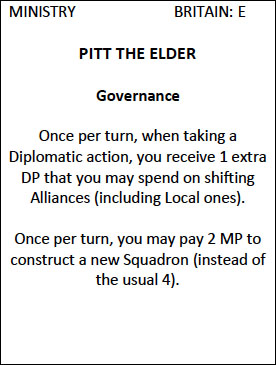 MINISTRY BRITAIN: E
PITT THE ELDER
Governance
Once per turn, when taking a
Diplomatic action, you receive 1 extra
DP that you may spend on shifting
Alliances (including Local ones).
Once per turn, you may pay 2 MP to
construct a new Squadron (instead of
the usual 4).